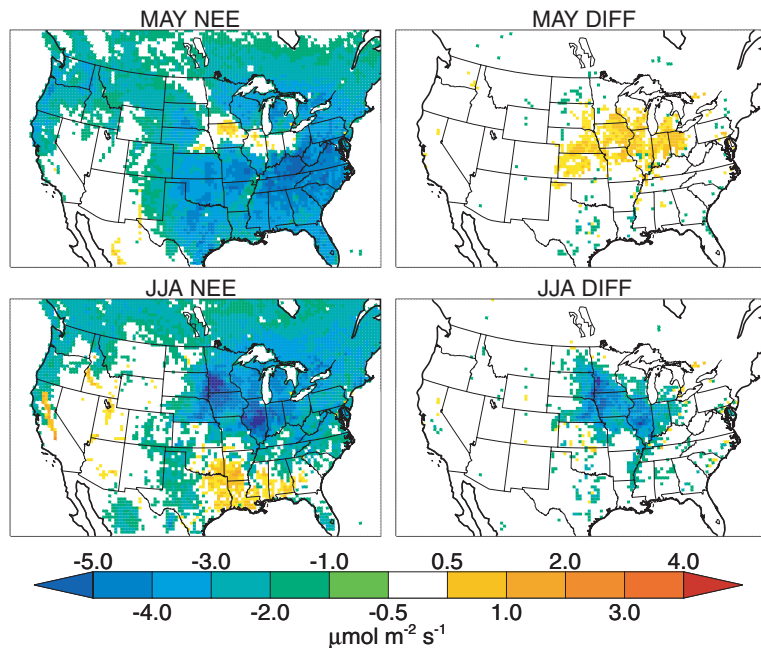 MAY NEE
MAY DIFF
JJA NEE
JJA DIFF
-5.0 -3.0 -1.0 0.5 2.0 4.0
-4.0 -2.0 -0.5 1.0 3.0
μmol m⁻² s⁻¹